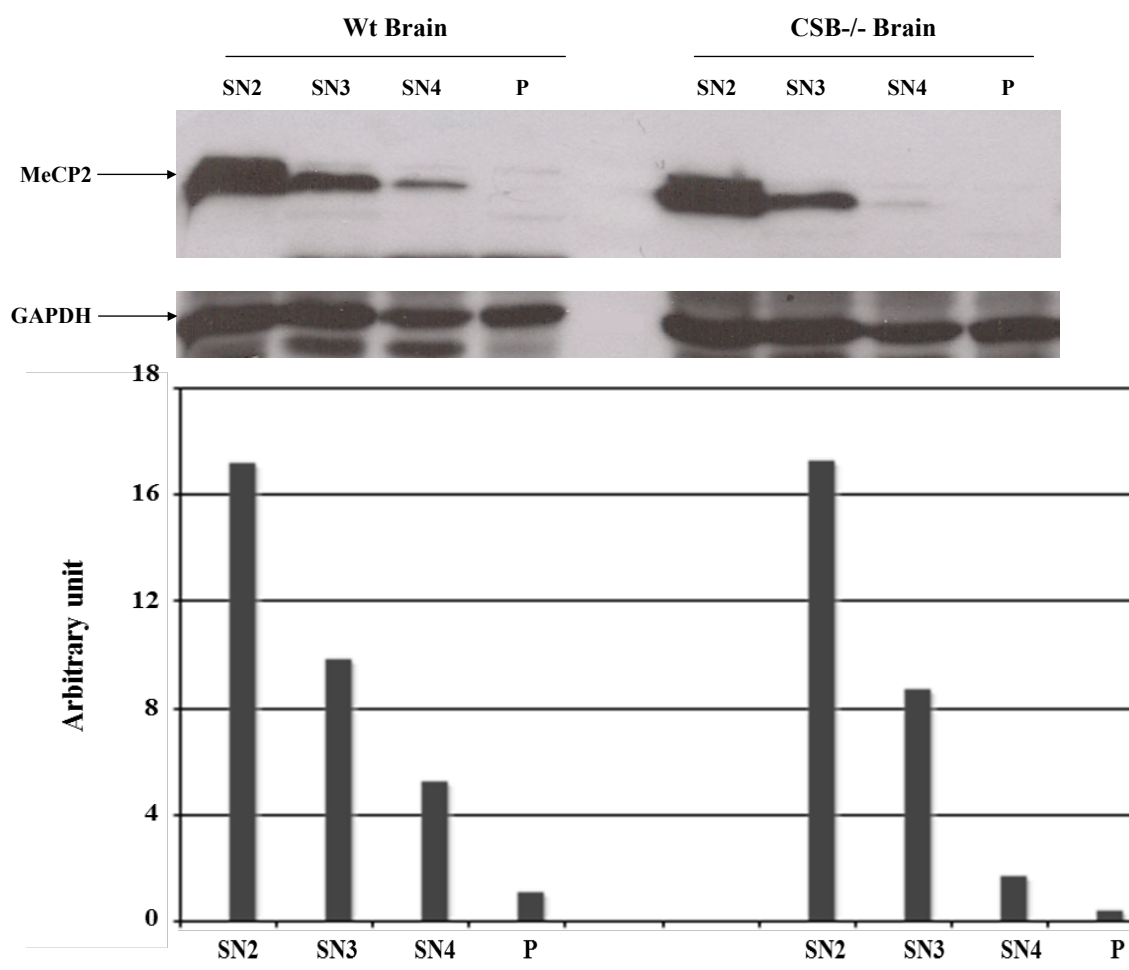 Wt Brain CSB-/- Brain
SN2 SN3 SN4 P SN2 SN3 SN4 P
MeCP2
GAPDH
18
16
12
8
4
0
Arbitrary unit
SN2 SN3 SN4 P SN2 SN3 SN4 P